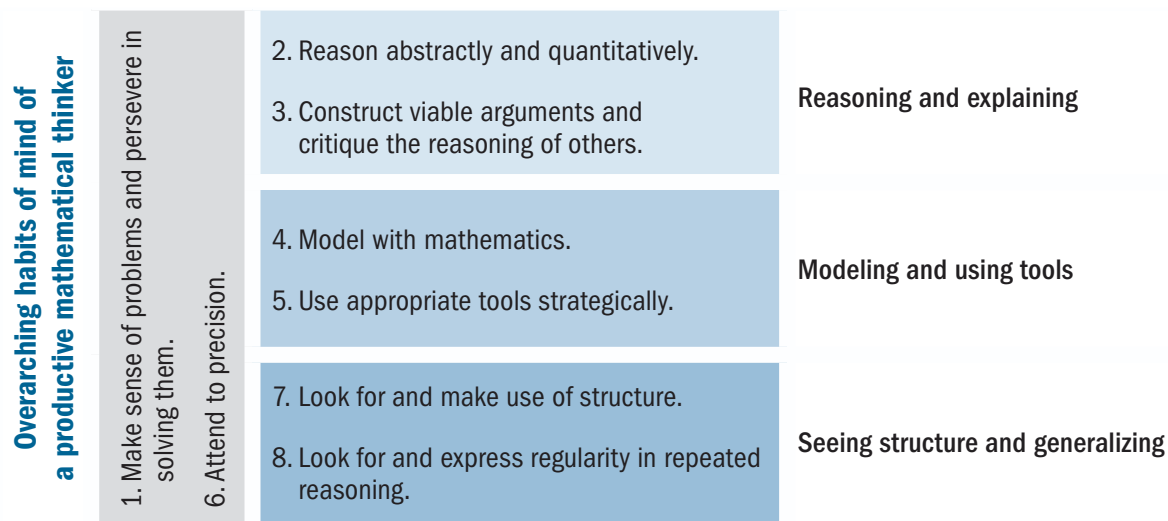 Overarching habits of mind of
a productive mathematical thinker
1. Make sense of problems and persevere in
solving them.
6. Attend to precision.
2. Reason abstractly and quantitatively.
3. Construct viable arguments and
critique the reasoning of others.
Reasoning and explaining
4. Model with mathematics.
5. Use appropriate tools strategically.
Modeling and using tools
7. Look for and make use of structure.
8. Look for and express regularity in repeated
reasoning.
Seeing structure and generalizing